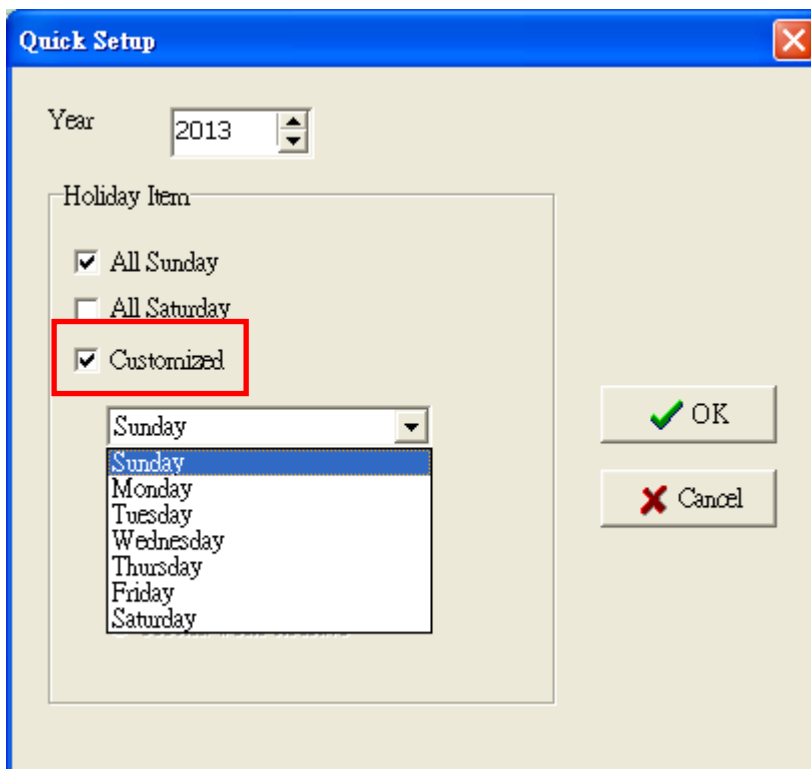 Quick Setup
Year
2013
Holiday Item
All Sunday
All Saturday
Customized
Sunday
Sunday
Monday
Tuesday
Wednesday
Thursday
Friday
Saturday
OK
Cancel